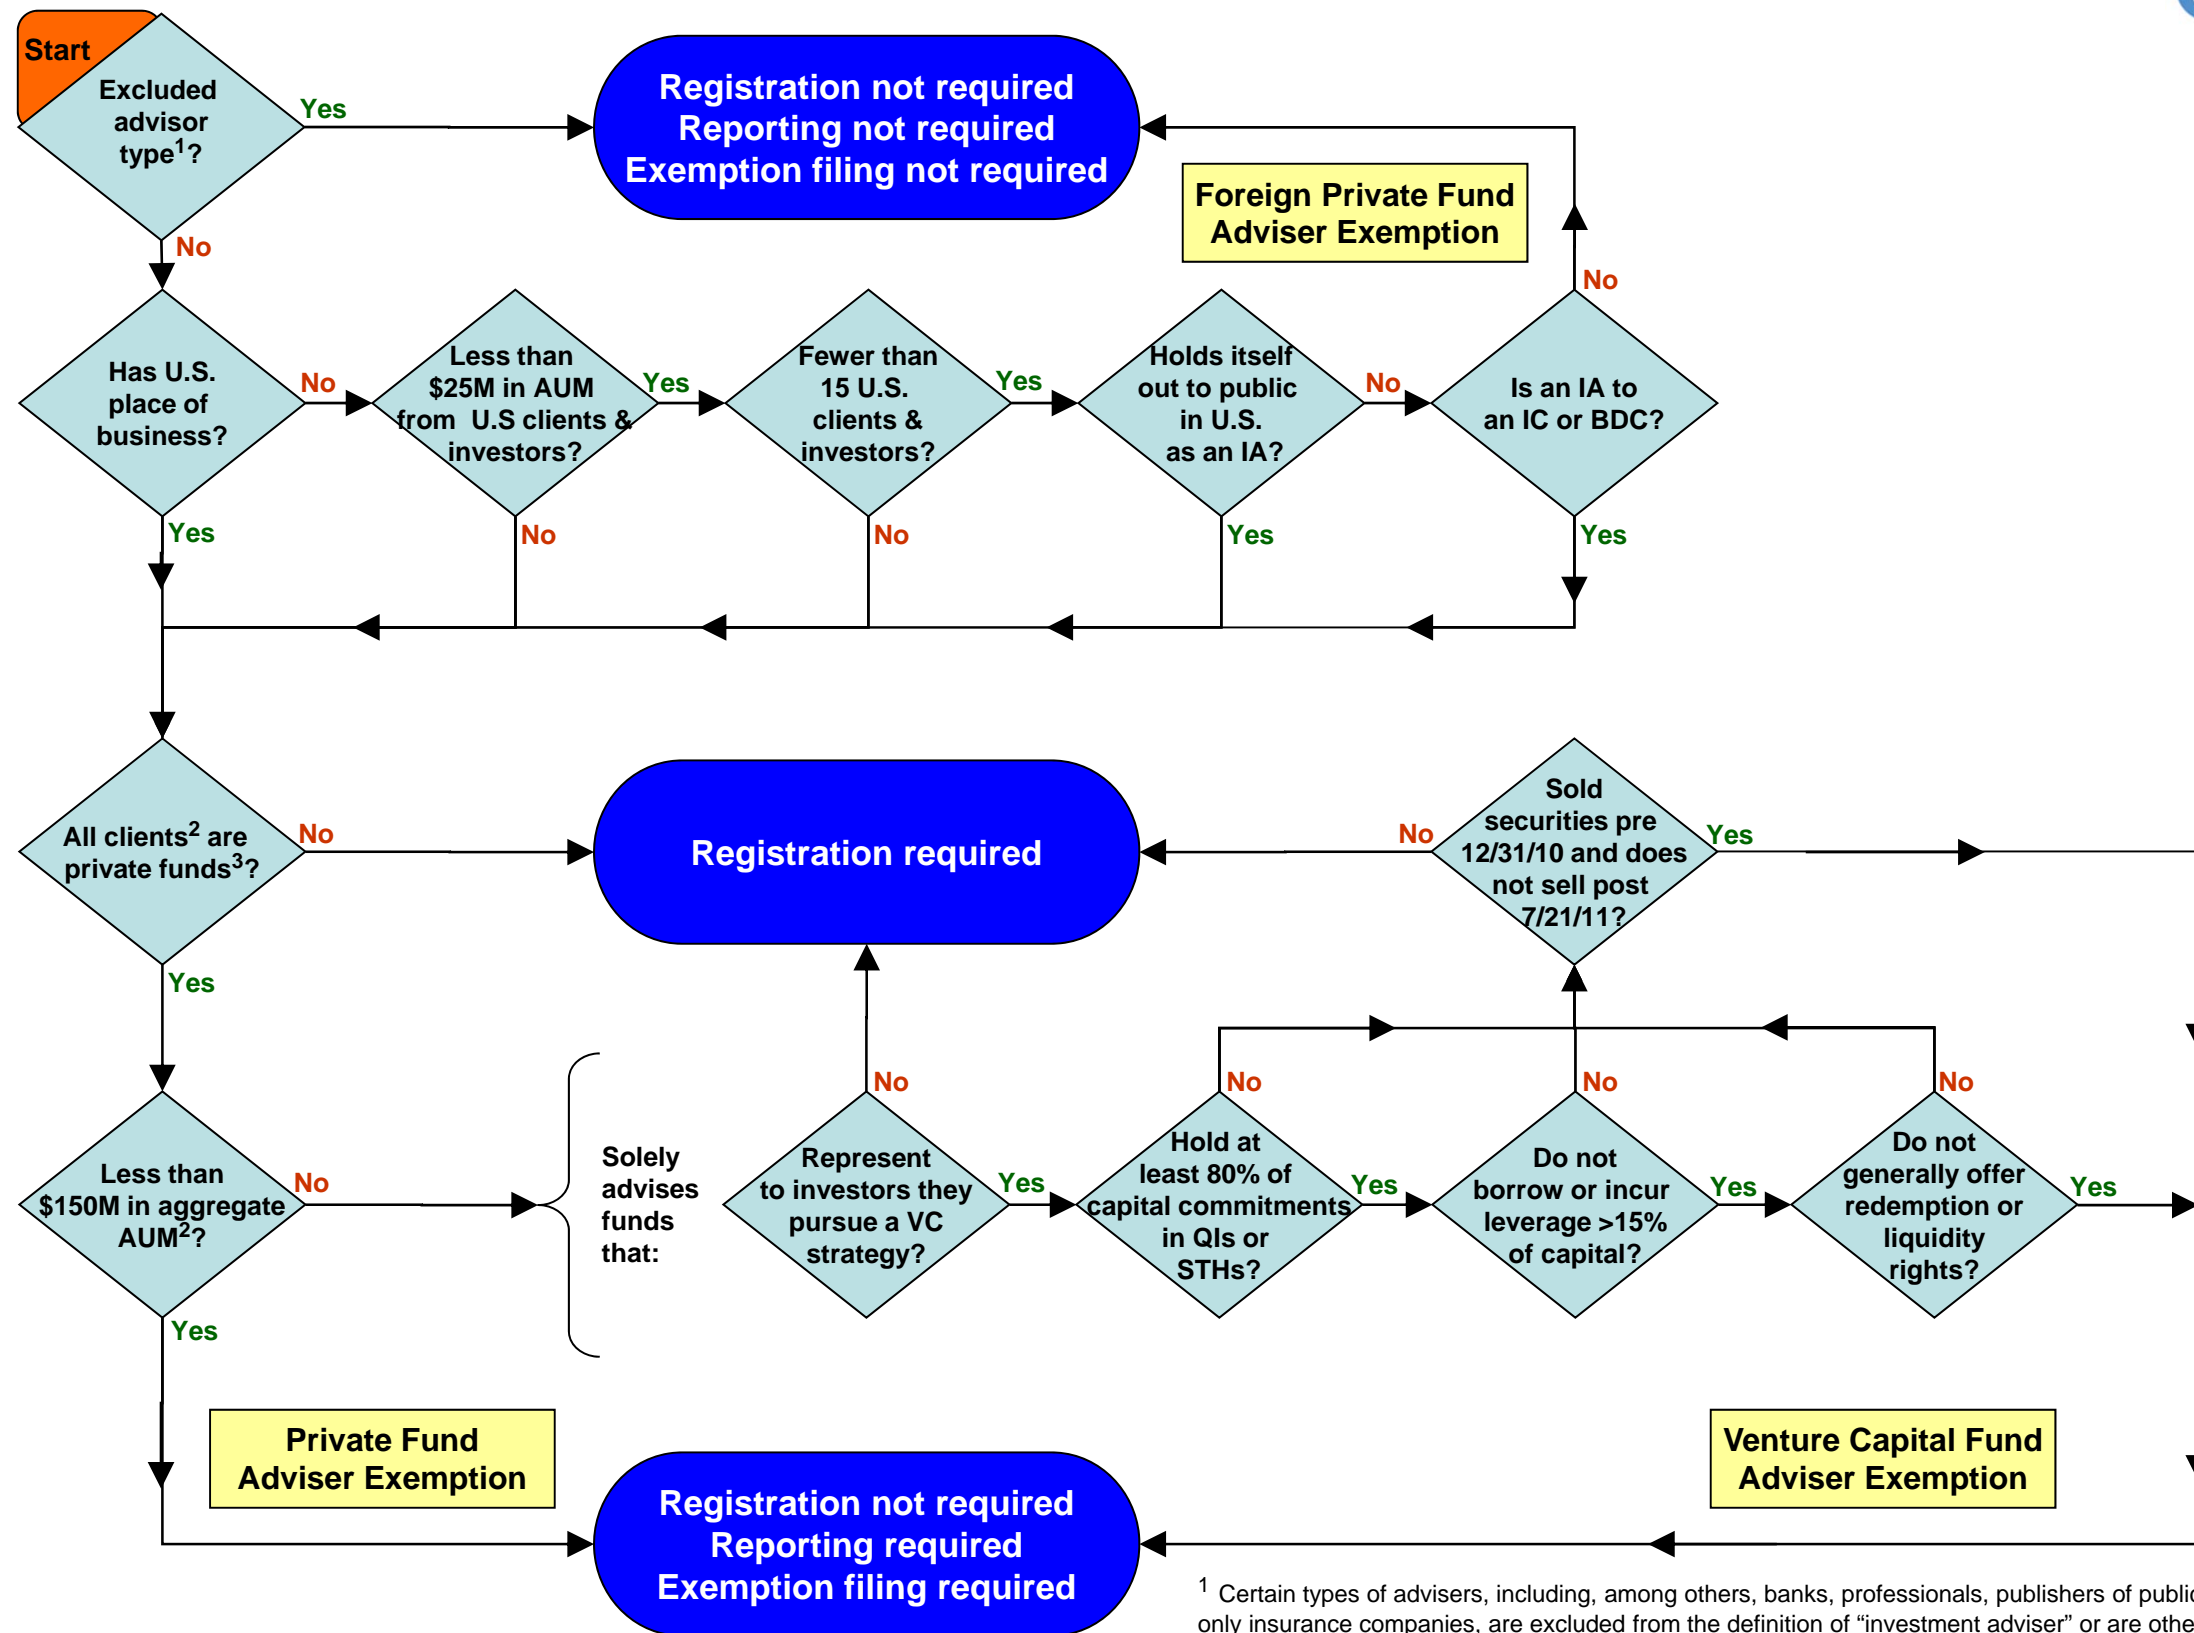 Start
Excluded
advisor
type1?
Yes
No
Registration not required
Reporting not required
Exemption filing not required
Foreign Private Fund
Adviser Exemption
No
Has U.S.
place of
business?
No
Yes
Less than
$25M in AUM
from U.S clients &
investors?
Yes
No
Fewer than
15 U.S.
clients &
investors?
Yes
No
Holds itself
out to public
in U.S.
as an IA?
No
Yes
Is an IA to
an IC or BDC?
Yes
All clients2 are
private funds3?
No
Yes
Registration required
No
Sold
securities pre
12/31/10 and does
not sell post
7/21/11?
Yes
Less than
$150M in aggregate
AUM2?
No
Yes
Solely
advises
funds
that:
No
Represent
to investors they
pursue a VC
strategy?
Yes
No
Hold at
least 80% of
capital commitments
in QIs or
STHs?
Yes
No
Do not
borrow or incur
leverage >15%
of capital?
Yes
No
Do not
generally offer
redemption or
liquidity
rights?
Yes
Private Fund
Adviser Exemption
Registration not required
Reporting required
Exemption filing required
Venture Capital Fund
Adviser Exemption
1 Certain types of advisers, including, among others, banks, professionals, publishers of public
only insurance companies, are excluded from the definition of “investment adviser” or are othe